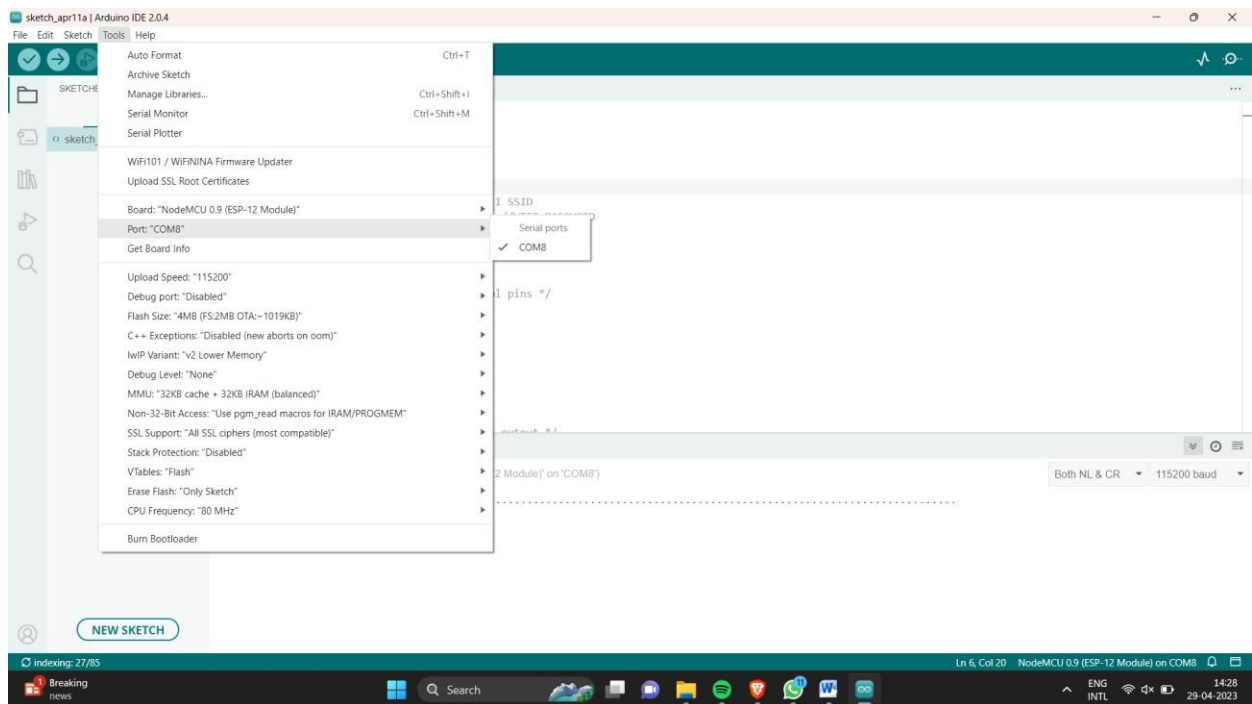 sketch_apr11a | Arduino IDE 2.0.4
File Edit Sketch Tools Help
Auto Format Ctrl+T
Archive Sketch
Manage Libraries... Ctrl+Shift+I
Serial Monitor Ctrl+Shift+M
Serial Plotter
WiFi101 / WiFiNINA Firmware Updater
Upload SSL Root Certificates
Board: "NodeMCU 0.9 (ESP-12 Module)"
Port: "COM8"
Get Board Info
Upload Speed: "115200"
Debug port: "Disabled"
Flash Size: "4MB (FS:2MB OTA:~1019KB)"
C++ Exceptions: "Disabled (new aborts on oom)"
lwIP Variant: "v2 Lower Memory"
Debug Level: "None"
MMU: "32KB cache + 32KB IRAM (balanced)"
Non-32-Bit Access: "Use pgm_read macros for IRAM/PROGMEM"
SSL Support: "All SSL ciphers (most compatible)"
Stack Protection: "Disabled"
VTables: "Flash"
Erase Flash: "Only Sketch"
CPU Frequency: "80 MHz"
Burn Bootloader
Serial ports
✓ COM8
SKETCHE
sketch_
I SSID
l pins */
output */
2 Module)' on 'COM8')
Both NL & CR 115200 baud
NEW SKETCH
indexing: 27/85
Ln 6, Col 20 NodeMCU 0.9 (ESP-12 Module) on COM8
1
Breaking
news
Search
ENG
INTL
14:28
29-04-2023